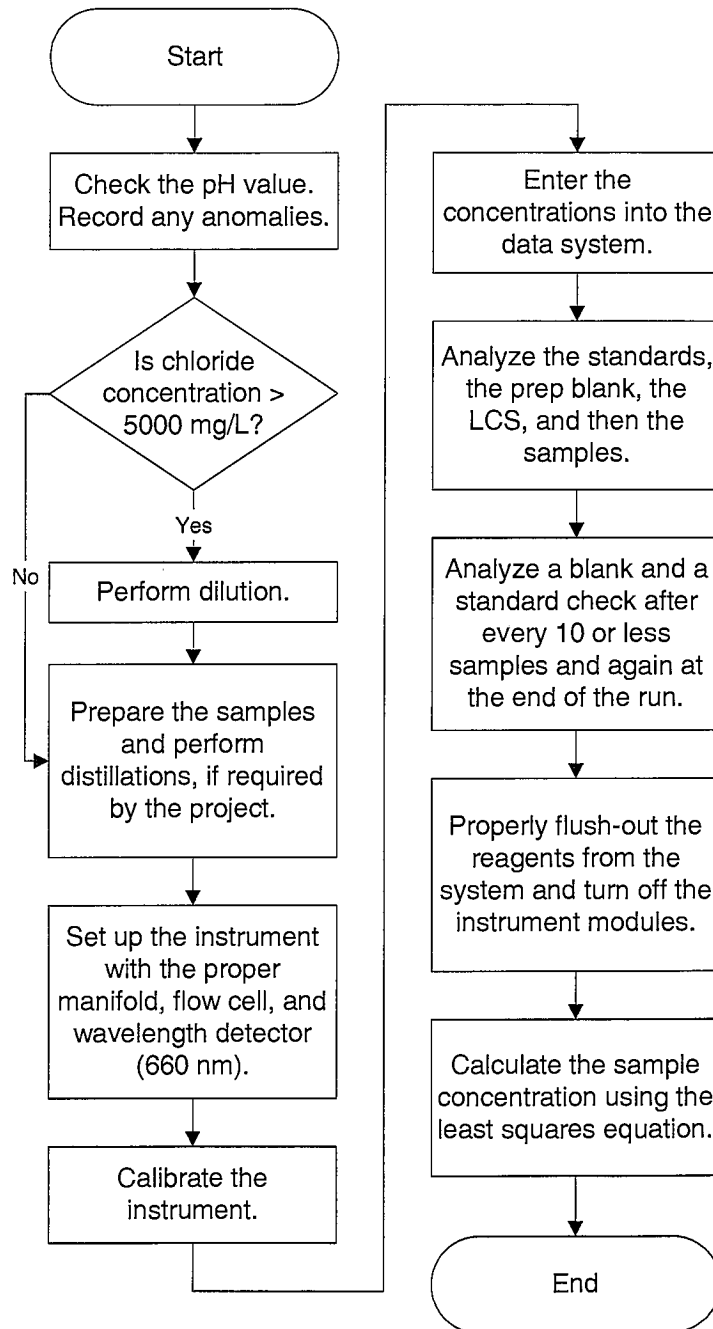 Start
Check the pH value.
Record any anomalies.
Is chloride
concentration >
5000 mg/L?
Yes
No
Perform dilution.
Prepare the samples
and perform
distillations, if required
by the project.
Set up the instrument
with the proper
manifold, flow cell, and
wavelength detector
(660 nm).
Calibrate the
instrument.
Enter the
concentrations into the
data system.
Analyze the standards,
the prep blank, the
LCS, and then the
samples.
Analyze a blank and a
standard check after
every 10 or less
samples and again at
the end of the run.
Properly flush-out the
reagents from the
system and turn off the
instrument modules.
Calculate the sample
concentration using the
least squares equation.
End